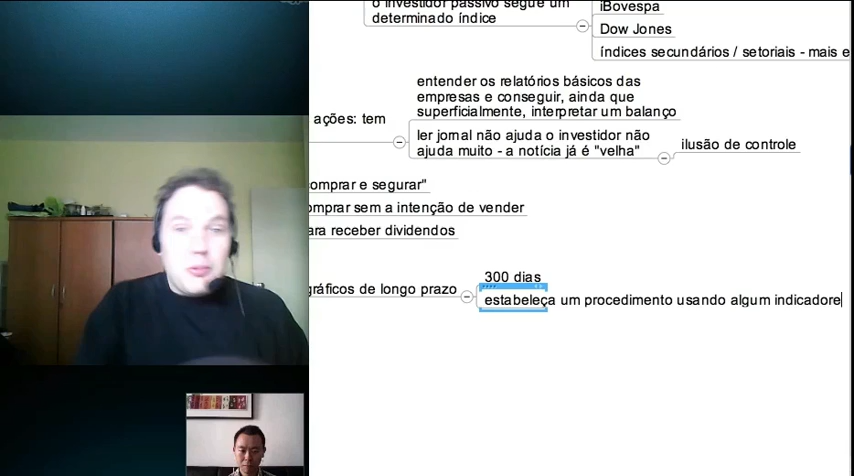 o investidor passivo segue um
determinado índice
iBovespa
Dow Jones
índices secundários / setoriais - mais e
ações: tem
entender os relatórios básicos das
empresas e conseguir, ainda que
superficialmente, interpretar um balanço
ler jornal não ajuda o investidor não
ajuda muito - a notícia já é "velha"
ilusão de controle
comprar e segurar"
omprar sem a intenção de vender
ara receber dividendos
gráficos de longo prazo
300 dias
estabeleça um procedimento usando algum indicadore